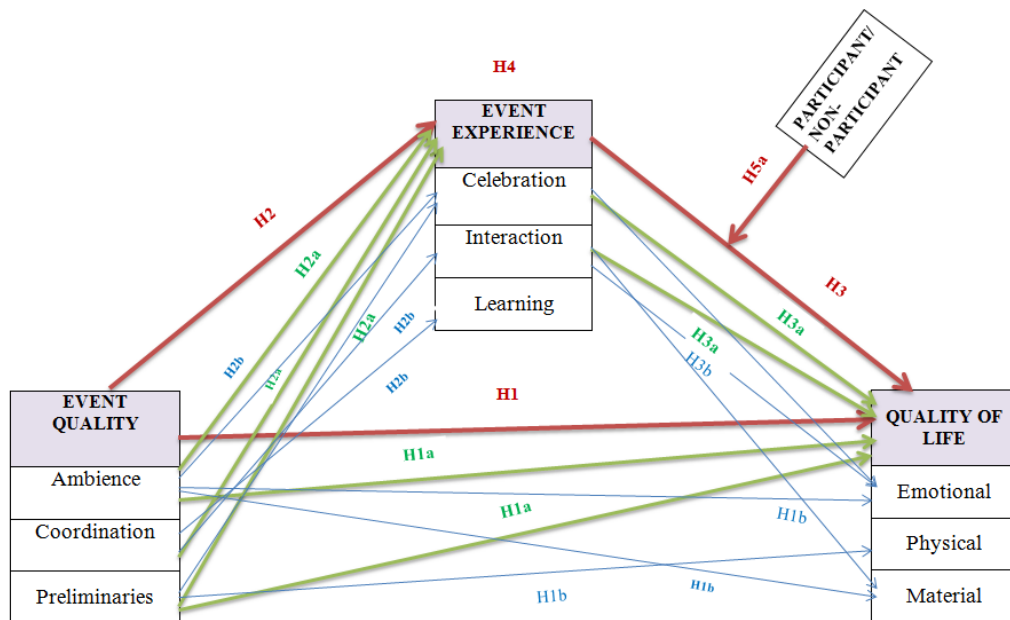 H4
PARTICIPANT/
NON-
PARTICIPANT
EVENT
EXPERIENCE
H5a
Celebration
H2
Interaction
H2a
H3
Learning
H2a
H3a
H2b
H2b
H3a
H2a
H3b
H2b
EVENT
QUALITY
H1
QUALITY OF
LIFE
H1a
Ambience
Emotional
H1a
H1b
Coordination
Physical
H1b
H1b
Preliminaries
Material